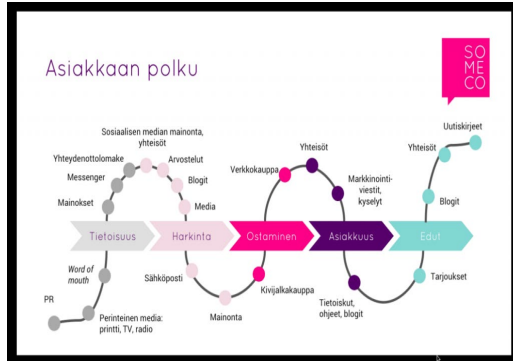 SO
ME
CO
Asiakkaan polku
Uutiskirjeet
Sosiaalisen median mainonta,
yhteisöt
Yhteisöt
Yhteisöt
Yhteydenottolomake
Arvostelut
Verkkokauppa
Messenger
Blogit
Markkinointi-
viestit,
kyselyt
Mainokset
Media
Blogit
Tietoisuus
Harkinta
Ostaminen
Asiakkuus
Edut
Word of
mouth
Sähköposti
Kivijalkakauppa
Tarjoukset
PR
Perinteinen media:
printti, TV, radio
Mainonta
Tietoiskut,
ohjeet, blogit